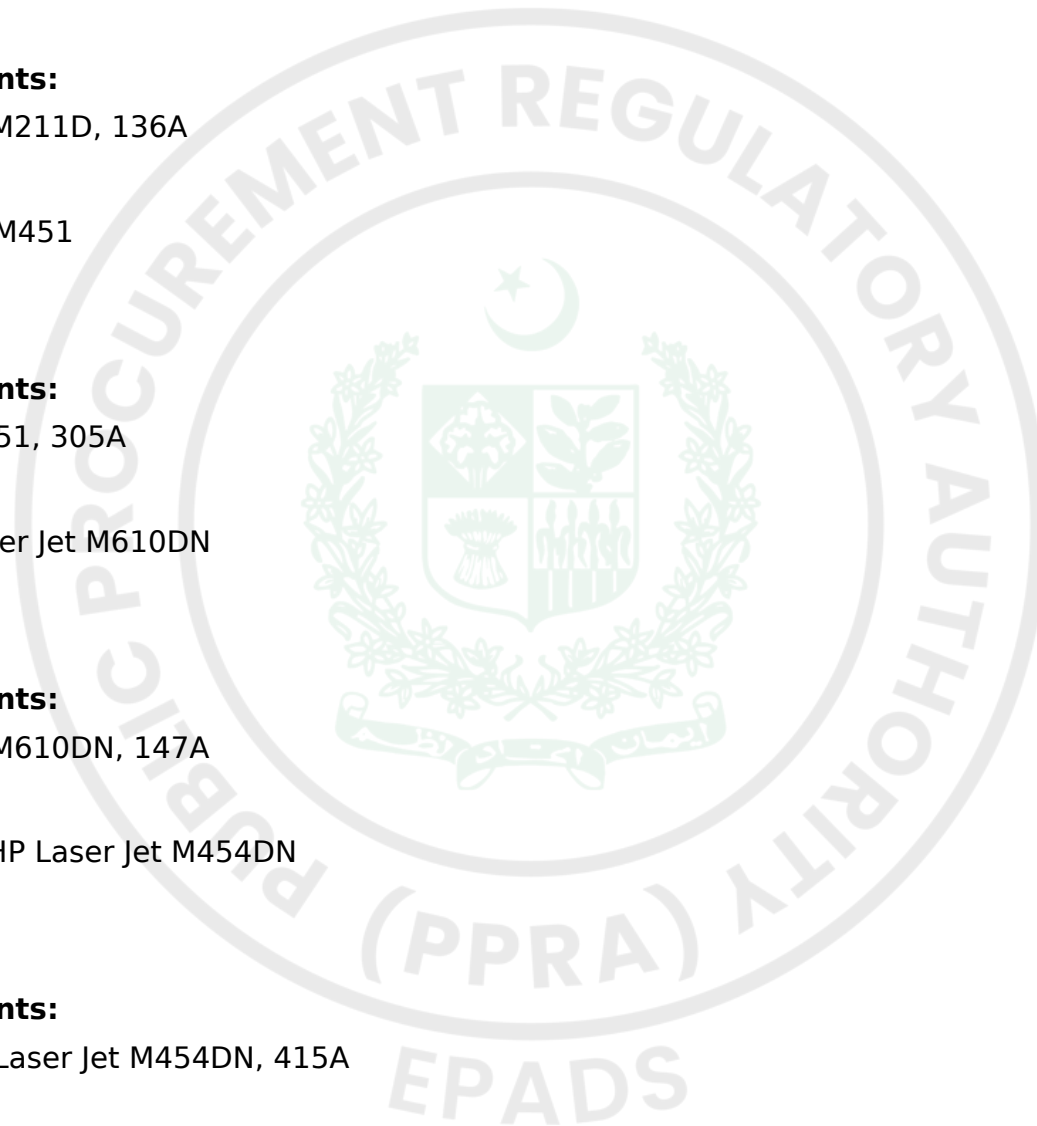 nts:
M211D, 136A
M451
nts:
51, 305A
er Jet M610DN
nts:
M610DN, 147A
HP Laser Jet M454DN
nts:
Laser Jet M454DN, 415A
PUBLIC PROCUREMENT REGULATORY AUTHORITY
(PPRA)
EPADS